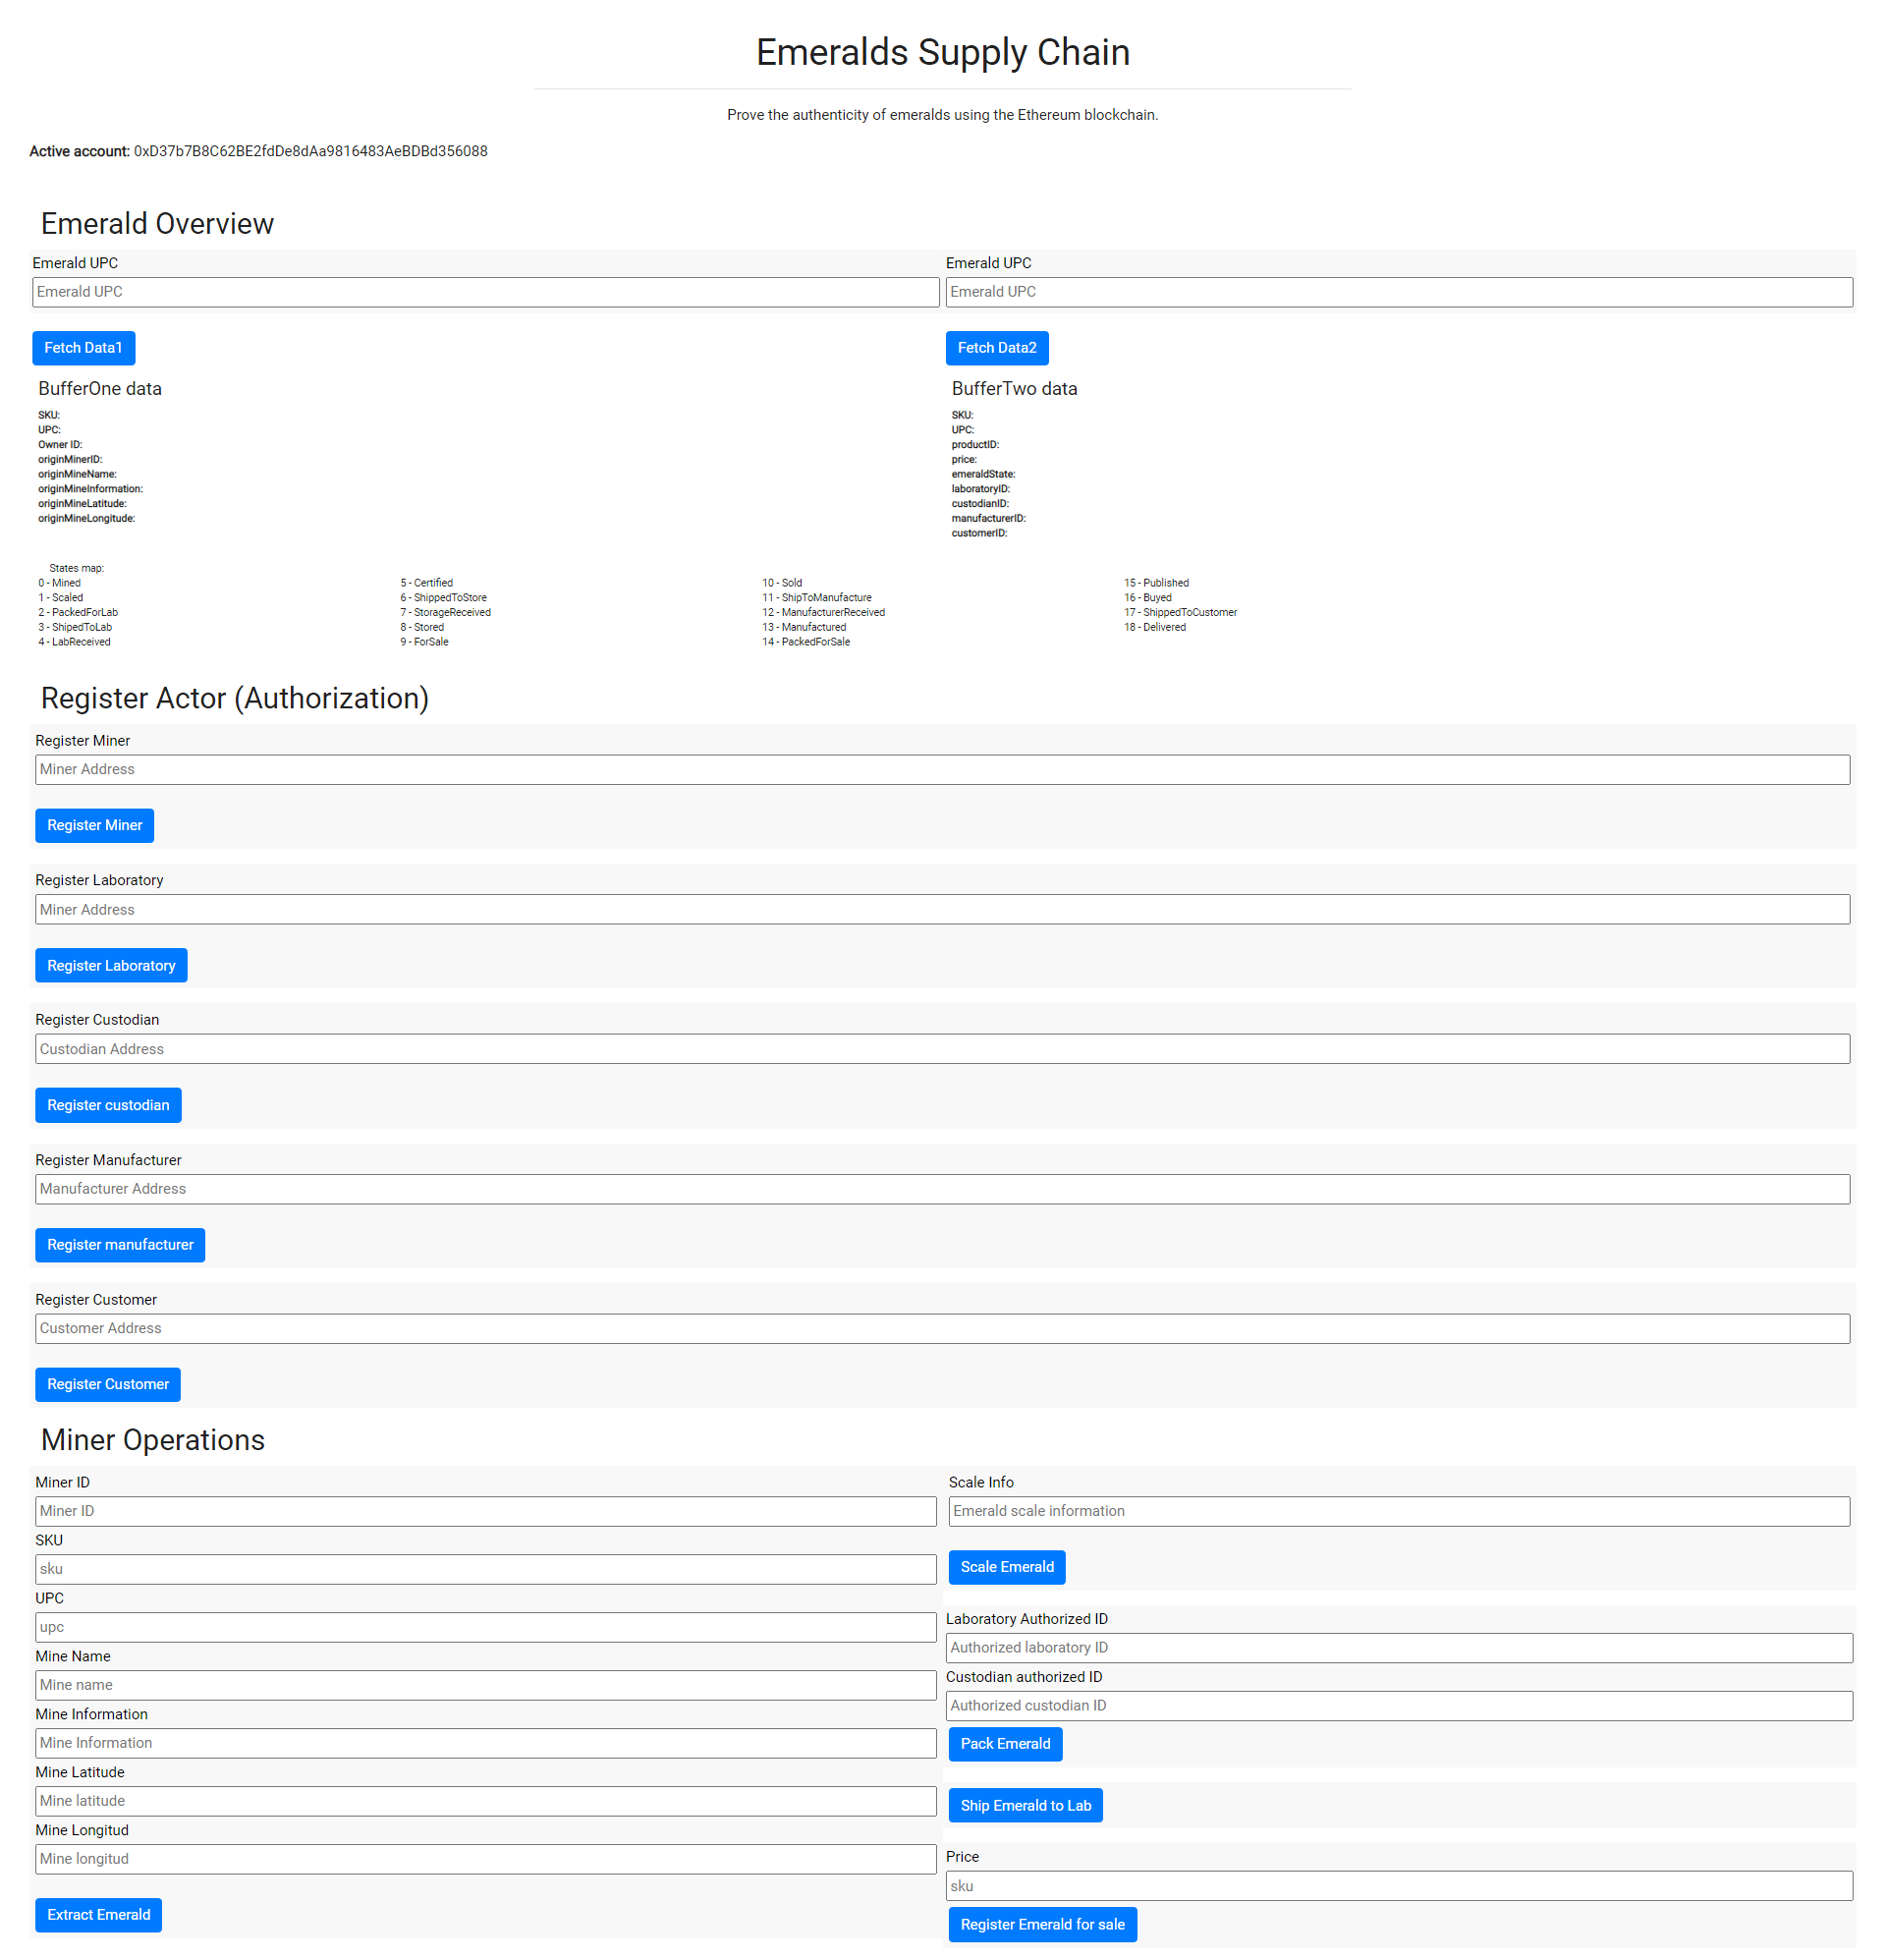 Emeralds Supply Chain
Prove the authenticity of emeralds using the Ethereum blockchain.
Active account: 0xD37b7B8C62BE2fdDe8dAa9816483AeBDBd356088
Emerald Overview
Emerald UPC
Emerald UPC
Fetch Data1
BufferOne data
SKU:
UPC:
Owner ID:
originMinerID:
originMineName:
originMineInformation:
originMineLatitude:
originMineLongitude:
Emerald UPC
Emerald UPC
Fetch Data2
BufferTwo data
SKU:
UPC:
productID:
price:
emeraldState:
laboratoryID:
custodianID:
manufacturerID:
customerID:
States map:
0 - Mined
1 - Scaled
2 - PackedForLab
3 - ShipedToLab
4 - LabReceived
5 - Certified
6 - ShippedToStore
7 - StorageReceived
8 - Stored
9 - ForSale
10 - Sold
11 - ShipToManufacture
12 - ManufacturerReceived
13 - Manufactured
14 - PackedForSale
15 - Published
16 - Buyed
17 - ShippedToCustomer
18 - Delivered
Register Actor (Authorization)
Register Miner
Miner Address
Register Miner
Register Laboratory
Miner Address
Register Laboratory
Register Custodian
Custodian Address
Register custodian
Register Manufacturer
Manufacturer Address
Register manufacturer
Register Customer
Customer Address
Register Customer
Miner Operations
Miner ID
Miner ID
SKU
sku
UPC
upc
Mine Name
Mine name
Mine Information
Mine Information
Mine Latitude
Mine latitude
Mine Longitud
Mine longitud
Extract Emerald
Scale Info
Emerald scale information
Scale Emerald
Laboratory Authorized ID
Authorized laboratory ID
Custodian authorized ID
Authorized custodian ID
Pack Emerald
Ship Emerald to Lab
Price
sku
Register Emerald for sale